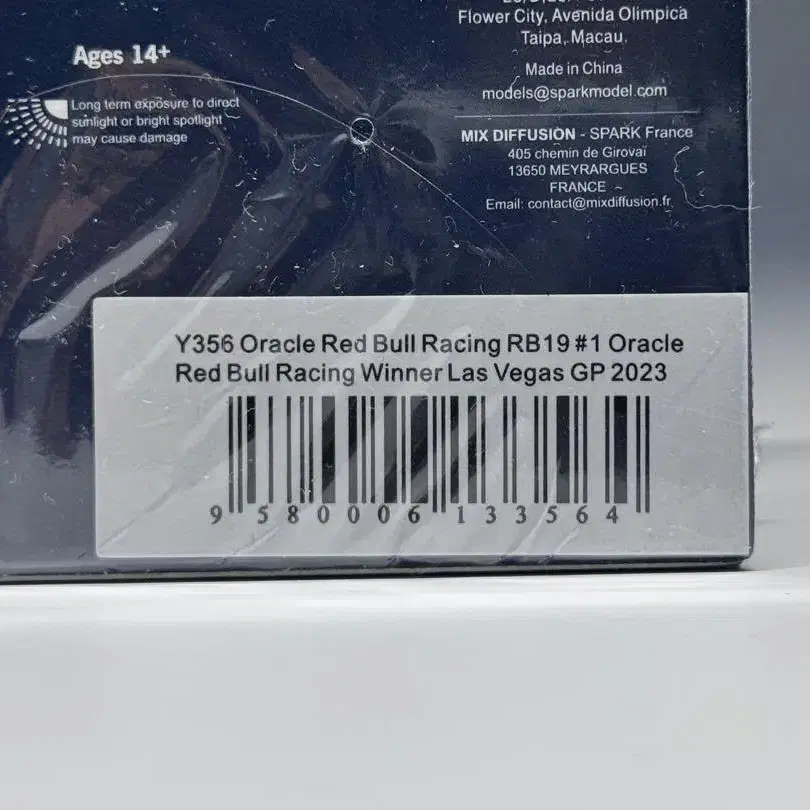 Ages 14+
Long term exposure to direct
sunlight or bright spotlight
may cause damage
Flower City, Avenida Olimpica
Taipa, Macau.
Made in China
models@sparkmodel.com
MIX DIFFUSION - SPARK France
405 chemin de Girovaï
13650 MEYRARGUES
FRANCE
Email: contact@mixdiffusion.fr
Y356 Oracle Red Bull Racing RB19 #1 Oracle
Red Bull Racing Winner Las Vegas GP 2023
9 580006 133564